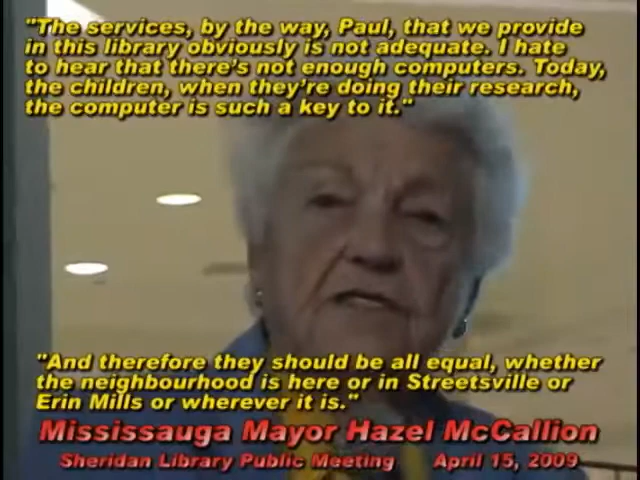 "The services, by the way, Paul, that we provide
in this library obviously is not adequate. I hate
to hear that there's not enough computers. Today,
the children, when they're doing their research,
the computer is such a key to it."
"And therefore they should be all equal, whether
the neighbourhood is here or in Streetsville or
Erin Mills or wherever it is."
Mississauga Mayor Hazel McCallion
Sheridan Library Public Meeting April 15, 2009